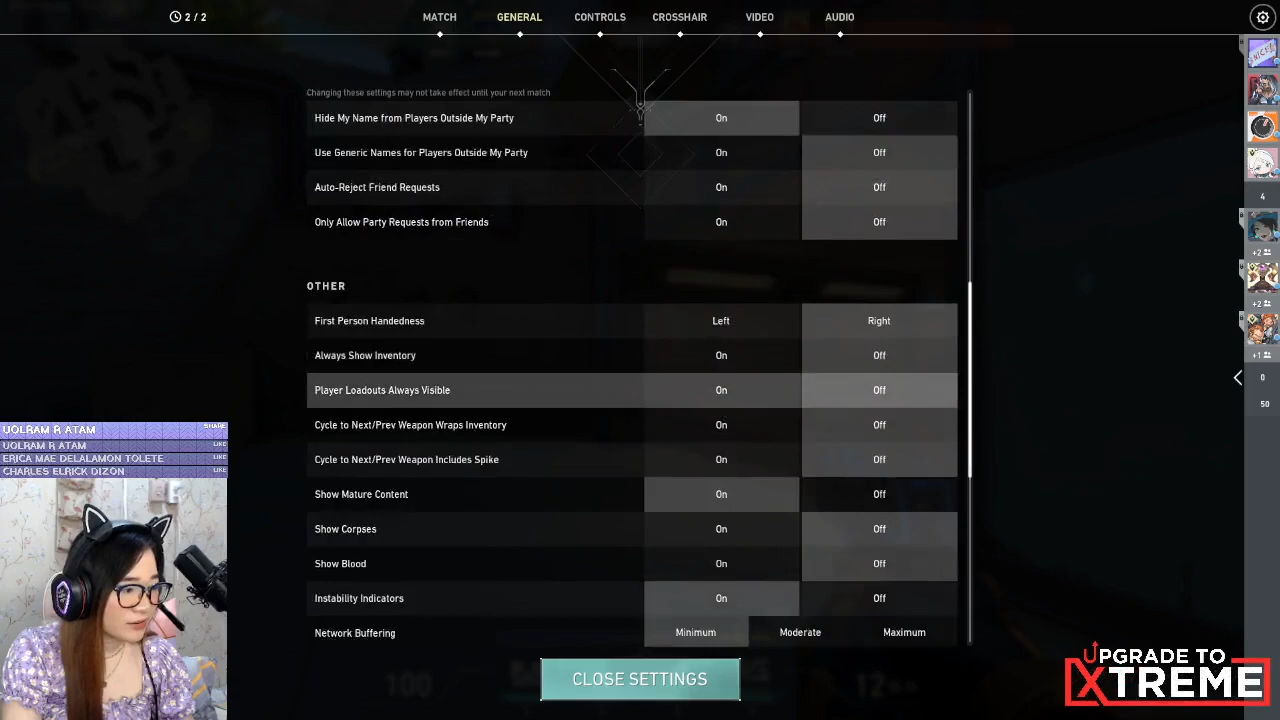 2 / 2
MATCH GENERAL CONTROLS CROSSHAIR VIDEO AUDIO
Changing these settings may not take effect until your next match
Hide My Name from Players Outside My Party On Off
Use Generic Names for Players Outside My Party On Off
Auto-Reject Friend Requests On Off
Only Allow Party Requests from Friends On Off
OTHER
First Person Handedness Left Right
Always Show Inventory On Off
Player Loadouts Always Visible On Off
Cycle to Next/Prev Weapon Wraps Inventory On Off
Cycle to Next/Prev Weapon Includes Spike On Off
Show Mature Content On Off
Show Corpses On Off
Show Blood On Off
Instability Indicators On Off
Network Buffering Minimum Moderate Maximum
CLOSE SETTINGS
UOLRAM R ATAM SHARE
UOLRAM R ATAM LIKE
ERICA MAE DELALAMON TOLETE LIKE
CHARLES ELRICK DIZON LIKE
NICE
4
+2
+2
+1
0
50
100
12
UPGRADE TO
XTREME